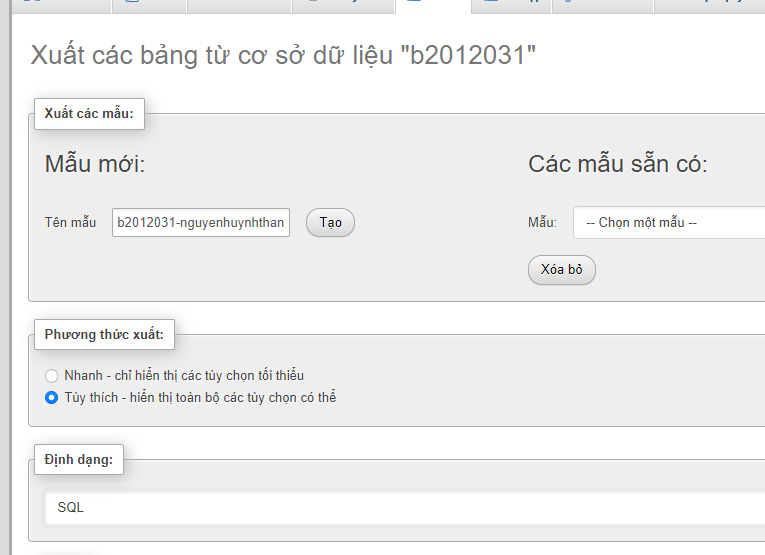 Xuất các bảng từ cơ sở dữ liệu "b2012031"
Xuất các mẫu:
Mẫu mới:
Tên mẫu b2012031-nguyenhuynhthan Tạo
Các mẫu sẵn có:
Mẫu: -- Chọn một mẫu --
Xóa bỏ
Phương thức xuất:
Nhanh - chỉ hiển thị các tùy chọn tối thiểu
Tùy thích - hiển thị toàn bộ các tùy chọn có thể
Định dạng:
SQL